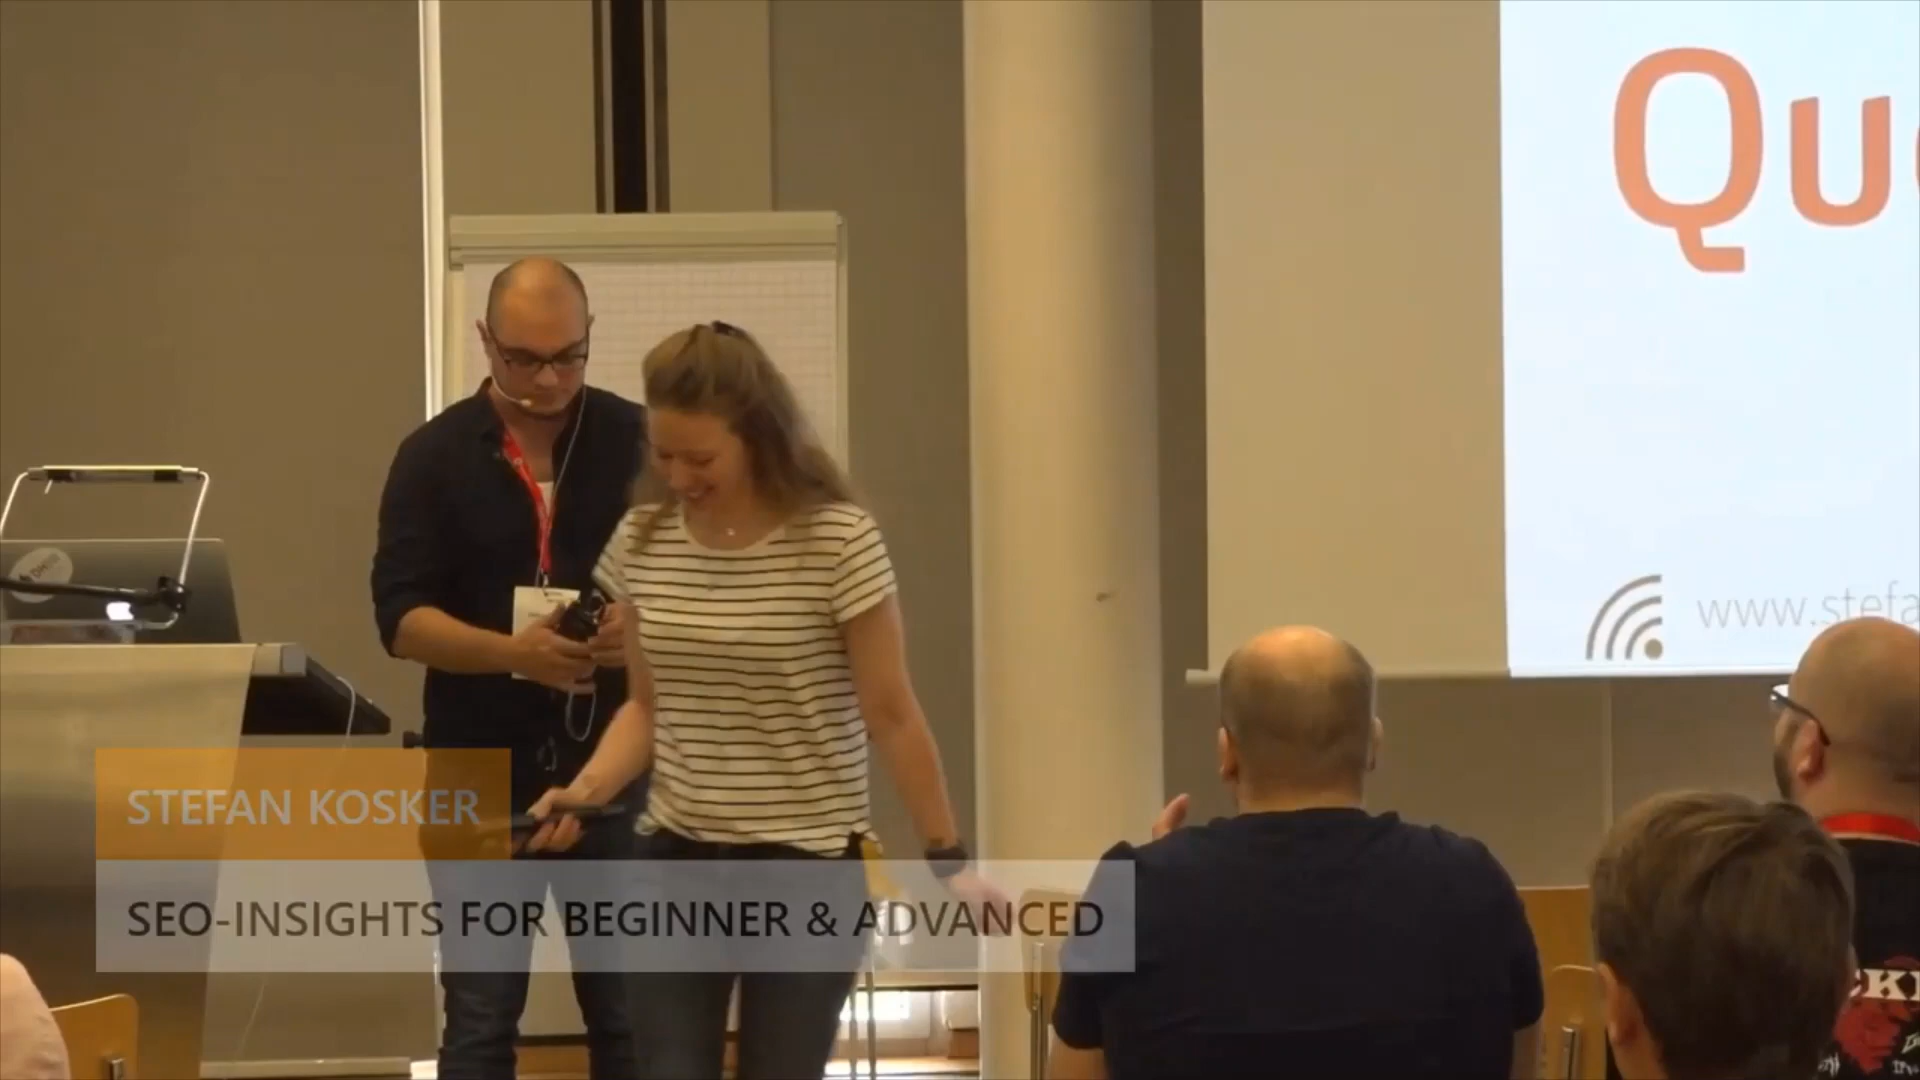 Qu
www.stefa
STEFAN KOSKER
SEO-INSIGHTS FOR BEGINNER & ADVANCED